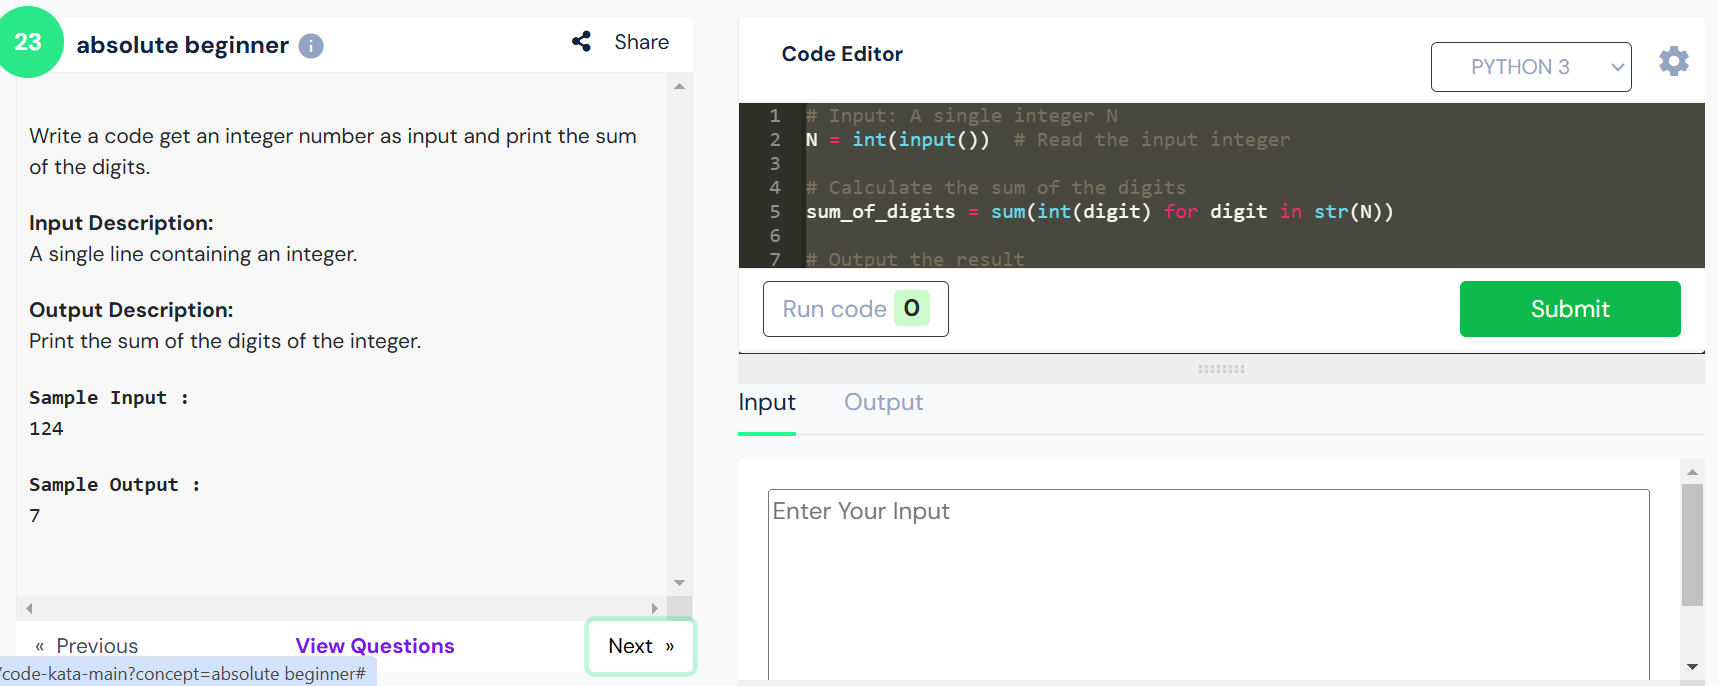 23
absolute beginner
i
Share
Write a code get an integer number as input and print the sum
of the digits.
Input Description:
A single line containing an integer.
Output Description:
Print the sum of the digits of the integer.
Sample Input :
124
Sample Output :
7
« Previous
View Questions
Next »
/code-kata-main?concept=absolute beginner#
Code Editor
PYTHON 3
1 # Input: A single integer N
2 N = int(input())  # Read the input integer
3
4 # Calculate the sum of the digits
5 sum_of_digits = sum(int(digit) for digit in str(N))
6
7 # Output the result
Run code 0
Submit
Input
Output
Enter Your Input